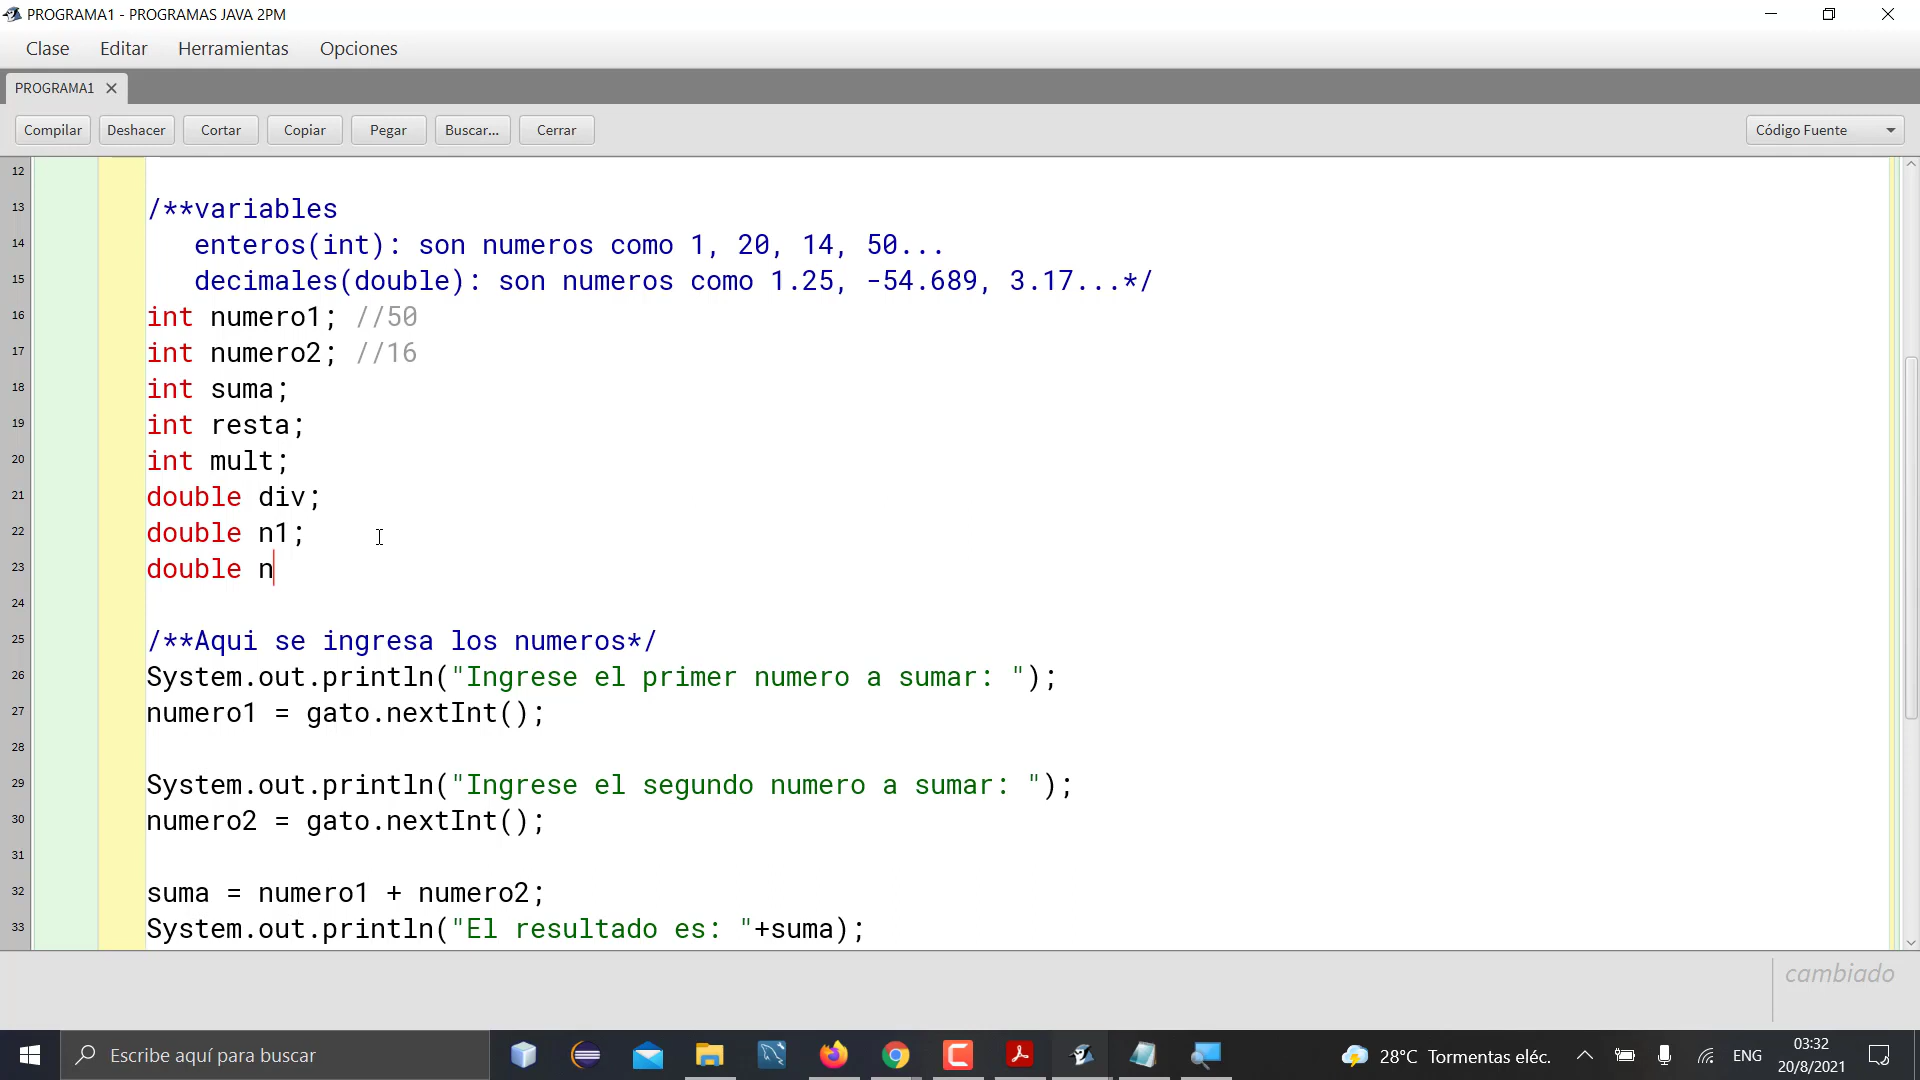 PROGRAMA1 - PROGRAMAS JAVA 2PM
Clase Editar Herramientas Opciones
PROGRAMA1
Compilar Deshacer Cortar Copiar Pegar Buscar... Cerrar Código Fuente
12
13 /**variables
14 enteros(int): son numeros como 1, 20, 14, 50...
15 decimales(double): son numeros como 1.25, -54.689, 3.17...*/
16 int numero1; //50
17 int numero2; //16
18 int suma;
19 int resta;
20 int mult;
21 double div;
22 double n1;
23 double n
24
25 /**Aqui se ingresa los numeros*/
26 System.out.println("Ingrese el primer numero a sumar: ");
27 numero1 = gato.nextInt();
28
29 System.out.println("Ingrese el segundo numero a sumar: ");
30 numero2 = gato.nextInt();
31
32 suma = numero1 + numero2;
33 System.out.println("El resultado es: "+suma);
cambiado
Escribe aquí para buscar 28°C Tormentas eléc. ENG 03:32
20/8/2021